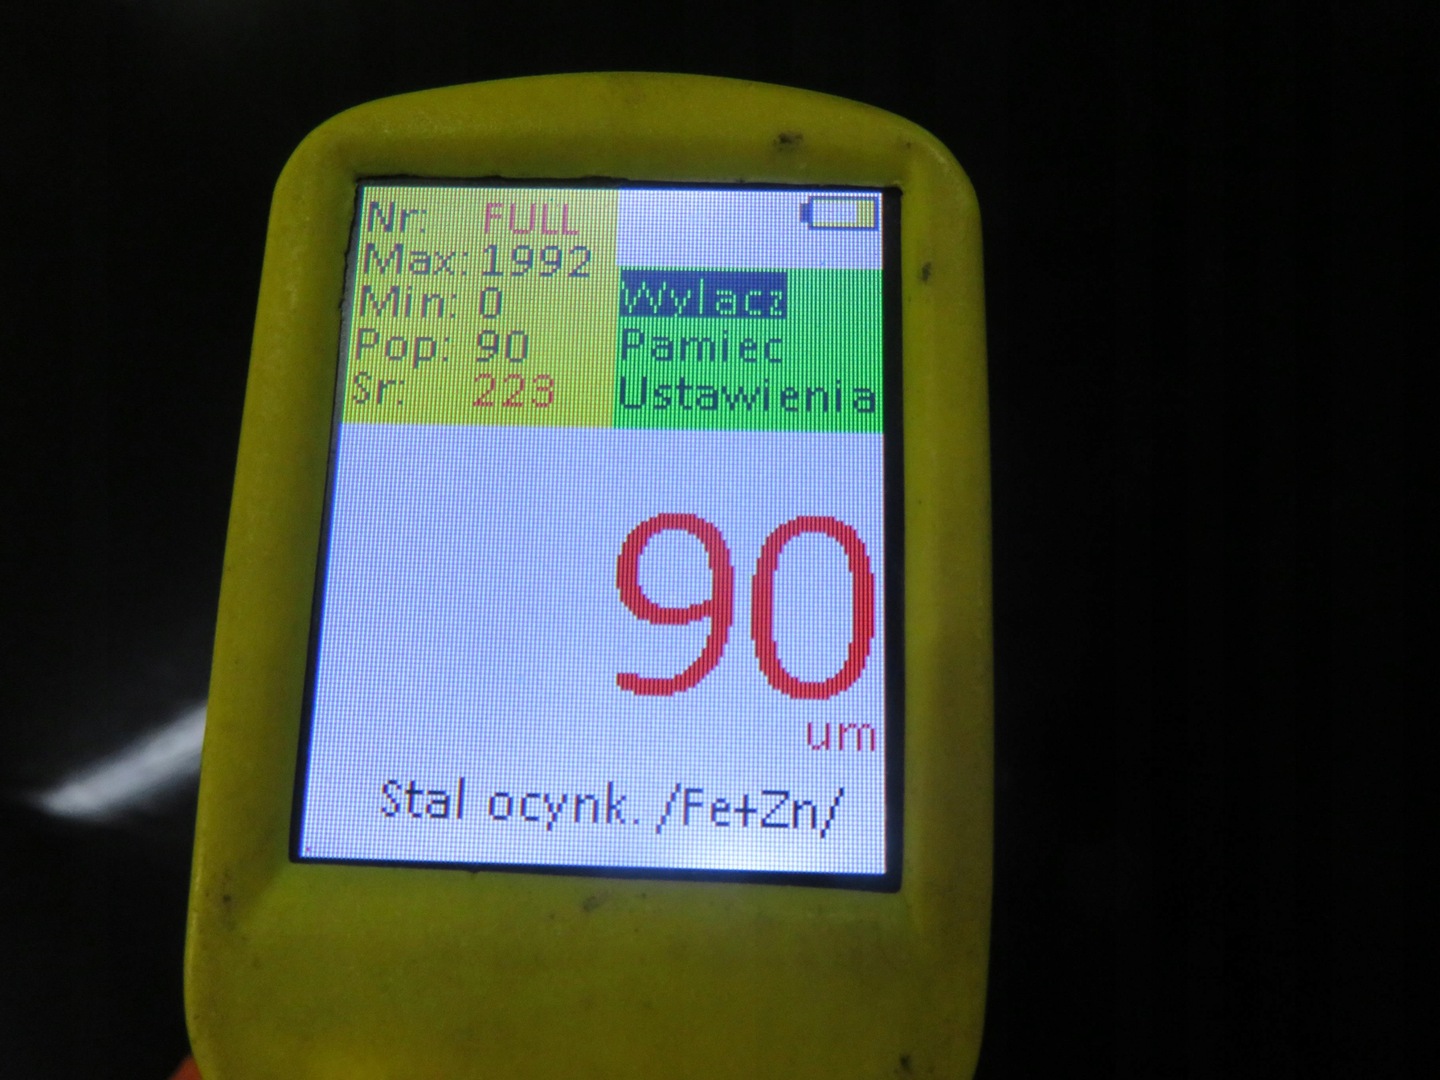 Nr: FULL
Max: 1992
Min: 0
Pop: 90
Sr: 223
Wylacz
Pamiec
Ustawienia
90
um
Stal ocynk. /Fe+Zn/